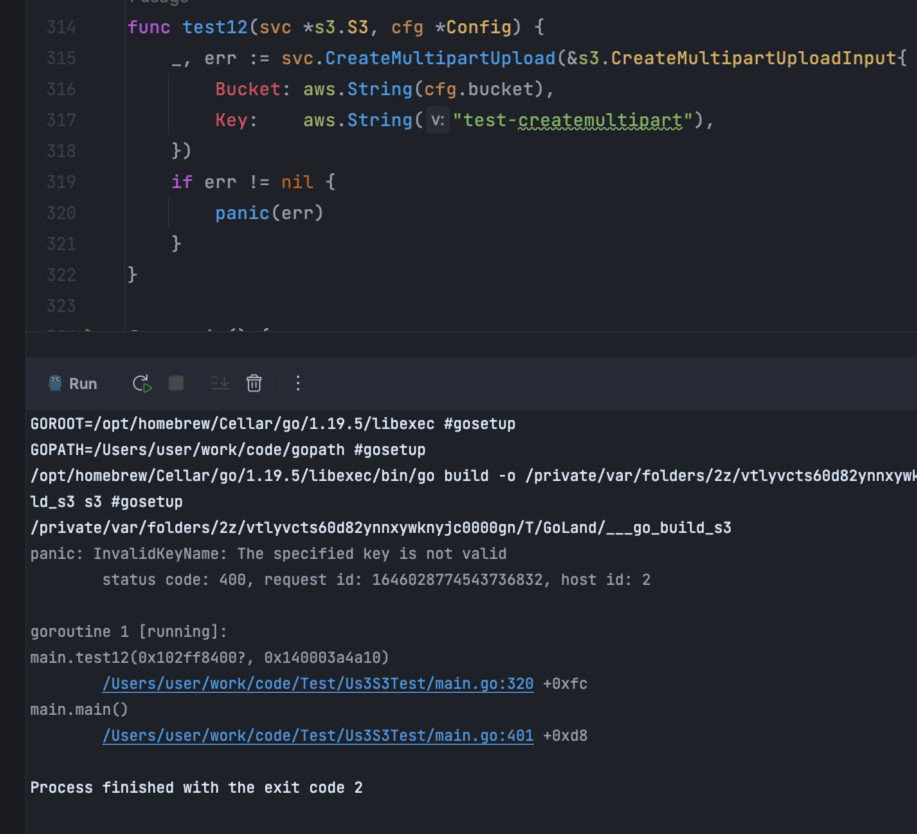 314 func test12(svc *s3.S3, cfg *Config) {
315     _, err := svc.CreateMultipartUpload(&s3.CreateMultipartUploadInput{
316         Bucket: aws.String(cfg.bucket),
317         Key:    aws.String( v: "test-createmultipart"),
318     })
319     if err != nil {
320         panic(err)
321     }
322 }
323
Run
GOROOT=/opt/homebrew/Cellar/go/1.19.5/libexec #gosetup
GOPATH=/Users/user/work/code/gopath #gosetup
/opt/homebrew/Cellar/go/1.19.5/libexec/bin/go build -o /private/var/folders/2z/vtlyvcts60d82ynnxywk
ld_s3 s3 #gosetup
/private/var/folders/2z/vtlyvcts60d82ynnxywknyjc0000gn/T/GoLand/___go_build_s3
panic: InvalidKeyName: The specified key is not valid
        status code: 400, request id: 1646028774543736832, host id: 2

goroutine 1 [running]:
main.test12(0x102ff8400?, 0x140003a4a10)
        /Users/user/work/code/Test/Us3S3Test/main.go:320 +0xfc
main.main()
        /Users/user/work/code/Test/Us3S3Test/main.go:401 +0xd8

Process finished with the exit code 2